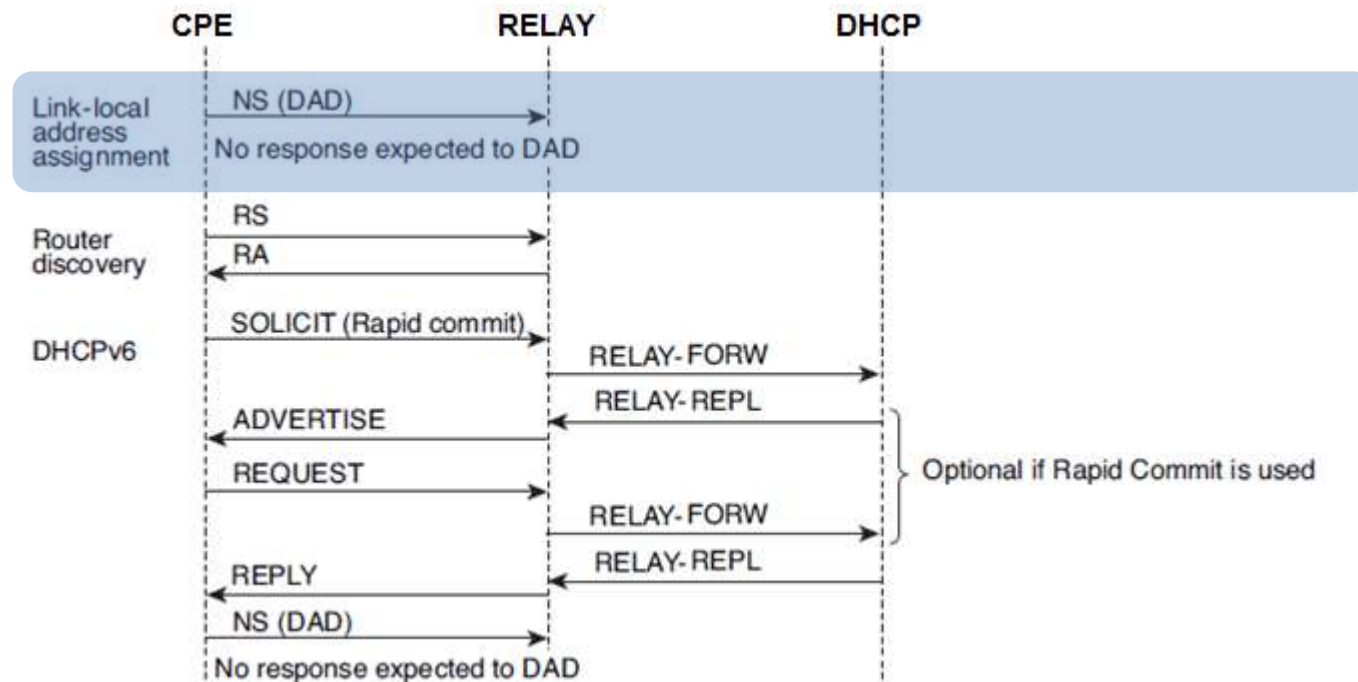 CPE RELAY DHCP
Link-local
address
assignment
NS (DAD)
No response expected to DAD
Router
discovery
RS
RA
DHCPv6
SOLICIT (Rapid commit)
RELAY-FORW
RELAY-REPL
ADVERTISE
REQUEST
Optional if Rapid Commit is used
RELAY-FORW
RELAY-REPL
REPLY
NS (DAD)
No response expected to DAD